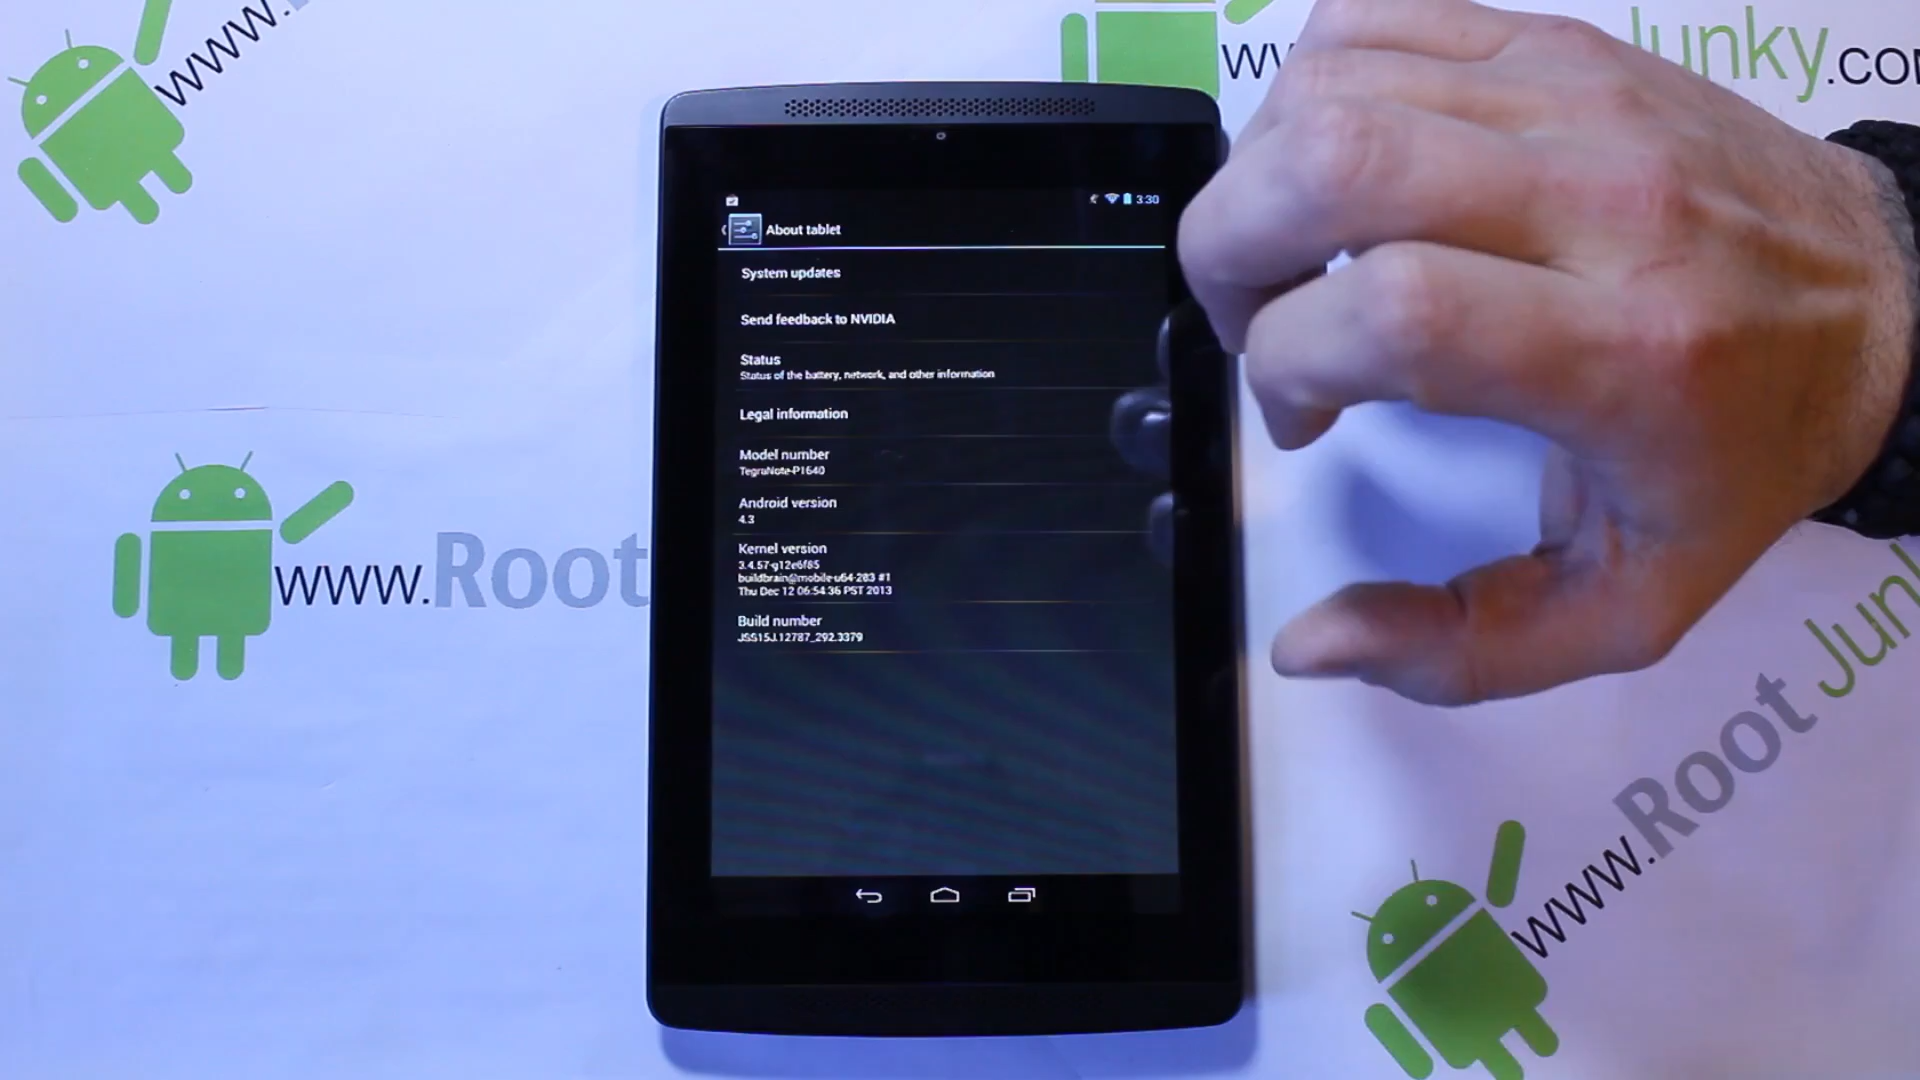 www.
ww
Junky.com
3:30
About tablet
System updates
Send feedback to NVIDIA
Status
Status of the battery, network, and other information
Legal information
Model number
TegraNote-P1640
Android version
4.3
Kernel version
3.4.57-g12e6f85
buildbrain@mobile-u64-283 #1
Thu Dec 12 06:54:36 PST 2013
Build number
JSS15J.12787_292.3379
www.Root
www.Root Junk